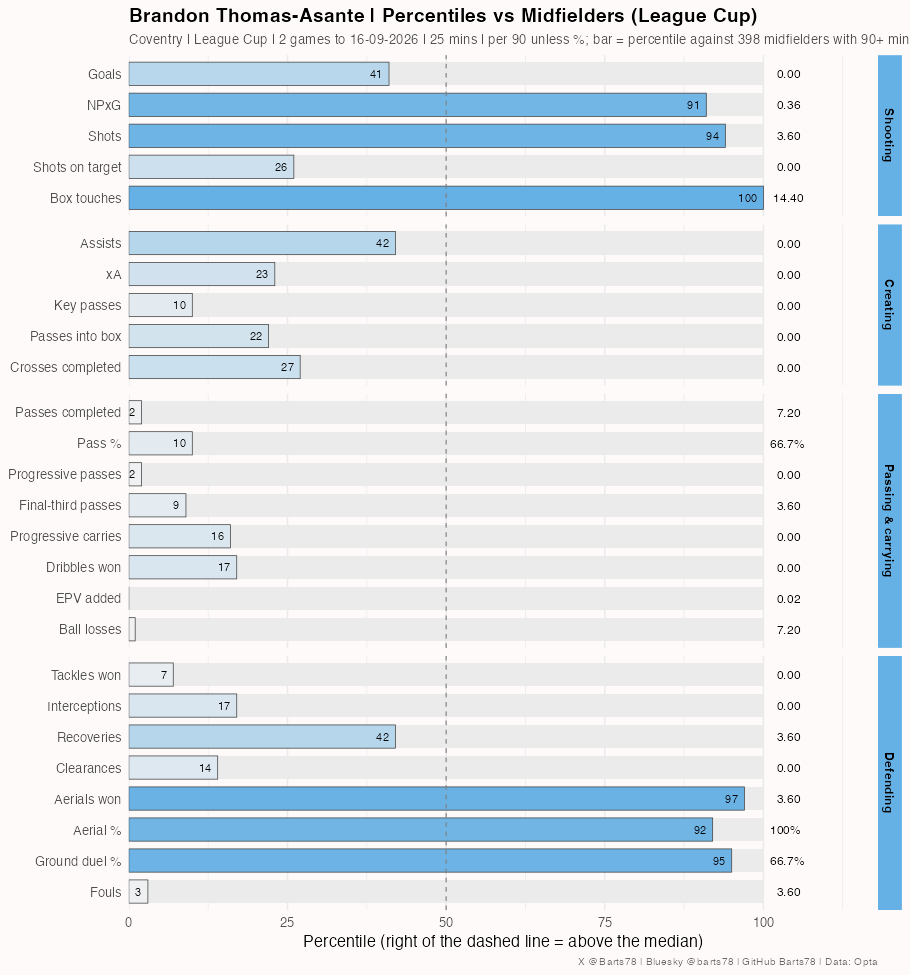 Brandon Thomas-Asante | Percentiles vs Midfielders (League Cup)
Coventry | League Cup | 2 games to 16-09-2026 | 25 mins | per 90 unless %; bar = percentile against 398 midfielders with 90+ min
Goals 41 0.00
NPxG 91 0.36
Shots 94 3.60
Shots on target 26 0.00
Box touches 100 14.40
Shooting
Assists 42 0.00
xA 23 0.00
Key passes 10 0.00
Passes into box 22 0.00
Crosses completed 27 0.00
Creating
Passes completed 2 7.20
Pass % 10 66.7%
Progressive passes 2 0.00
Final-third passes 9 3.60
Progressive carries 16 0.00
Dribbles won 17 0.00
EPV added 0.02
Ball losses 7.20
Passing & carrying
Tackles won 7 0.00
Interceptions 17 0.00
Recoveries 42 3.60
Clearances 14 0.00
Aerials won 97 3.60
Aerial % 92 100%
Ground duel % 95 66.7%
Fouls 3 3.60
Defending
0 25 50 75 100
Percentile (right of the dashed line = above the median)
X @Barts78 | Bluesky @barts78 | GitHub Barts78 | Data: Opta